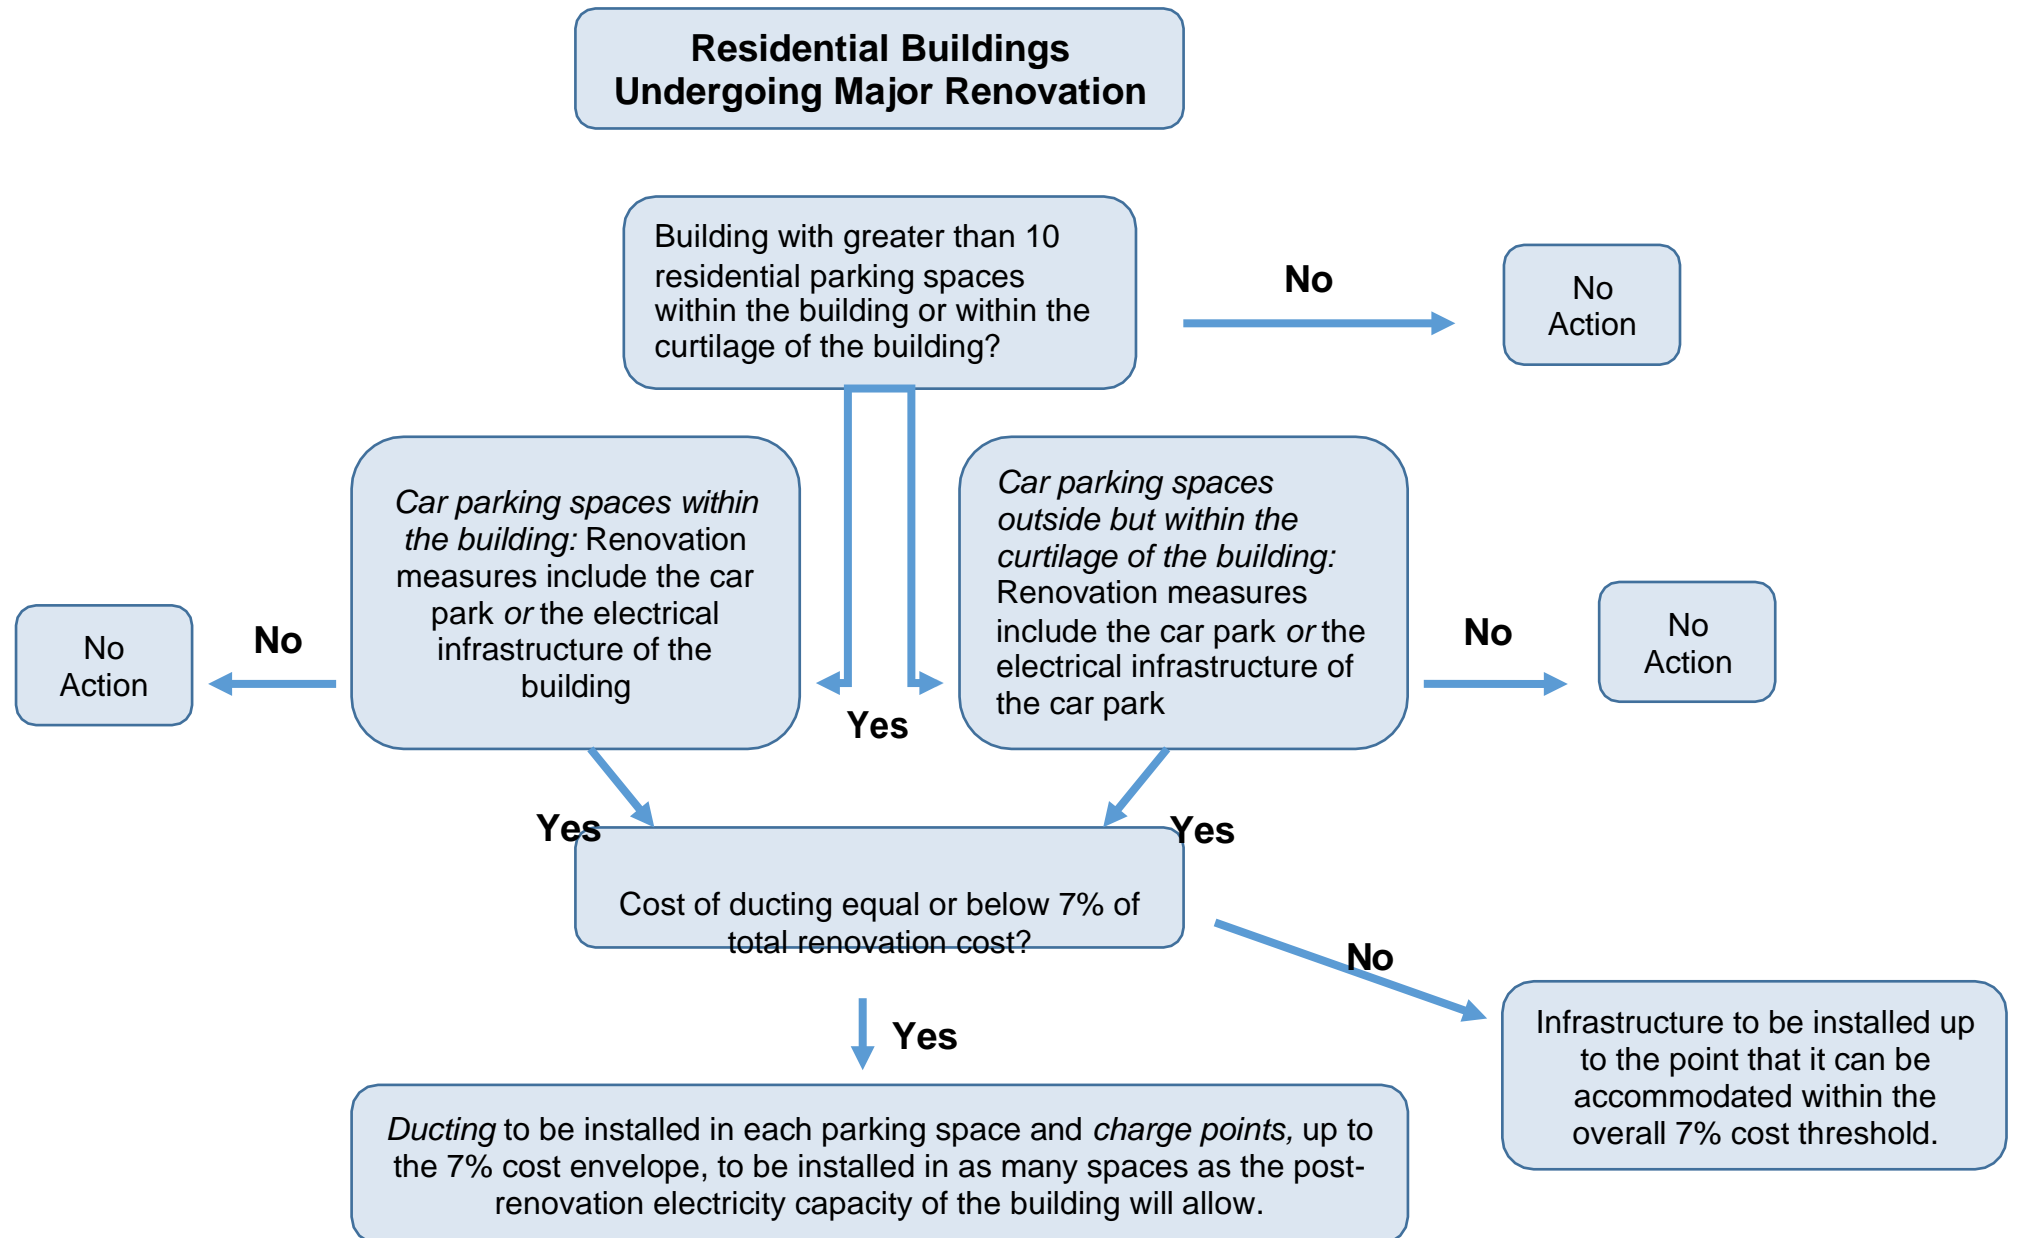 Residential Buildings
Undergoing Major Renovation
Building with greater than 10
residential parking spaces
within the building or within the
curtilage of the building?
No
No
Action
Car parking spaces within
the building: Renovation
measures include the car
park or the electrical
infrastructure of the
building
Car parking spaces
outside but within the
curtilage of the building:
Renovation measures
include the car park or the
electrical infrastructure of
the car park
No
Action
No
No
No
Action
Yes
Yes
Yes
Cost of ducting equal or below 7% of
total renovation cost?
No
Yes
Infrastructure to be installed up
to the point that it can be
accommodated within the
overall 7% cost threshold.
Ducting to be installed in each parking space and charge points, up to
the 7% cost envelope, to be installed in as many spaces as the post-
renovation electricity capacity of the building will allow.